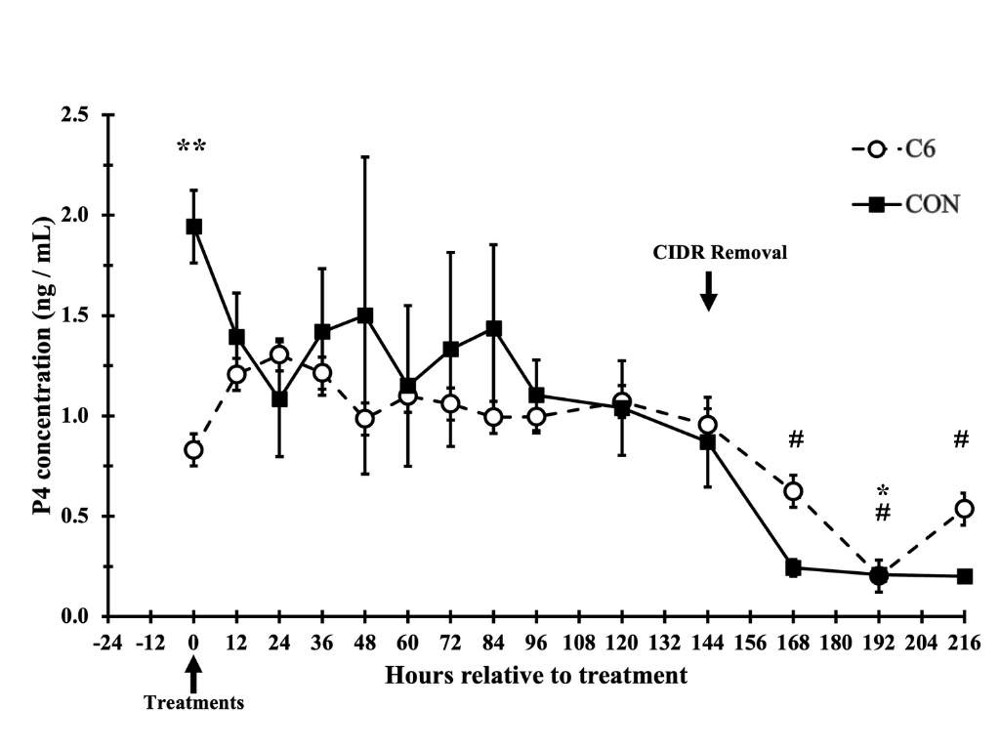 2.5
**
C6
2.0
CON
CIDR Removal
P4 concentration (ng / mL)
1.5
1.0
#
#
*
#
0.5
0.0
-24 -12 0 12 24 36 48 60 72 84 96 108 120 132 144 156 168 180 192 204 216
Hours relative to treatment
Treatments